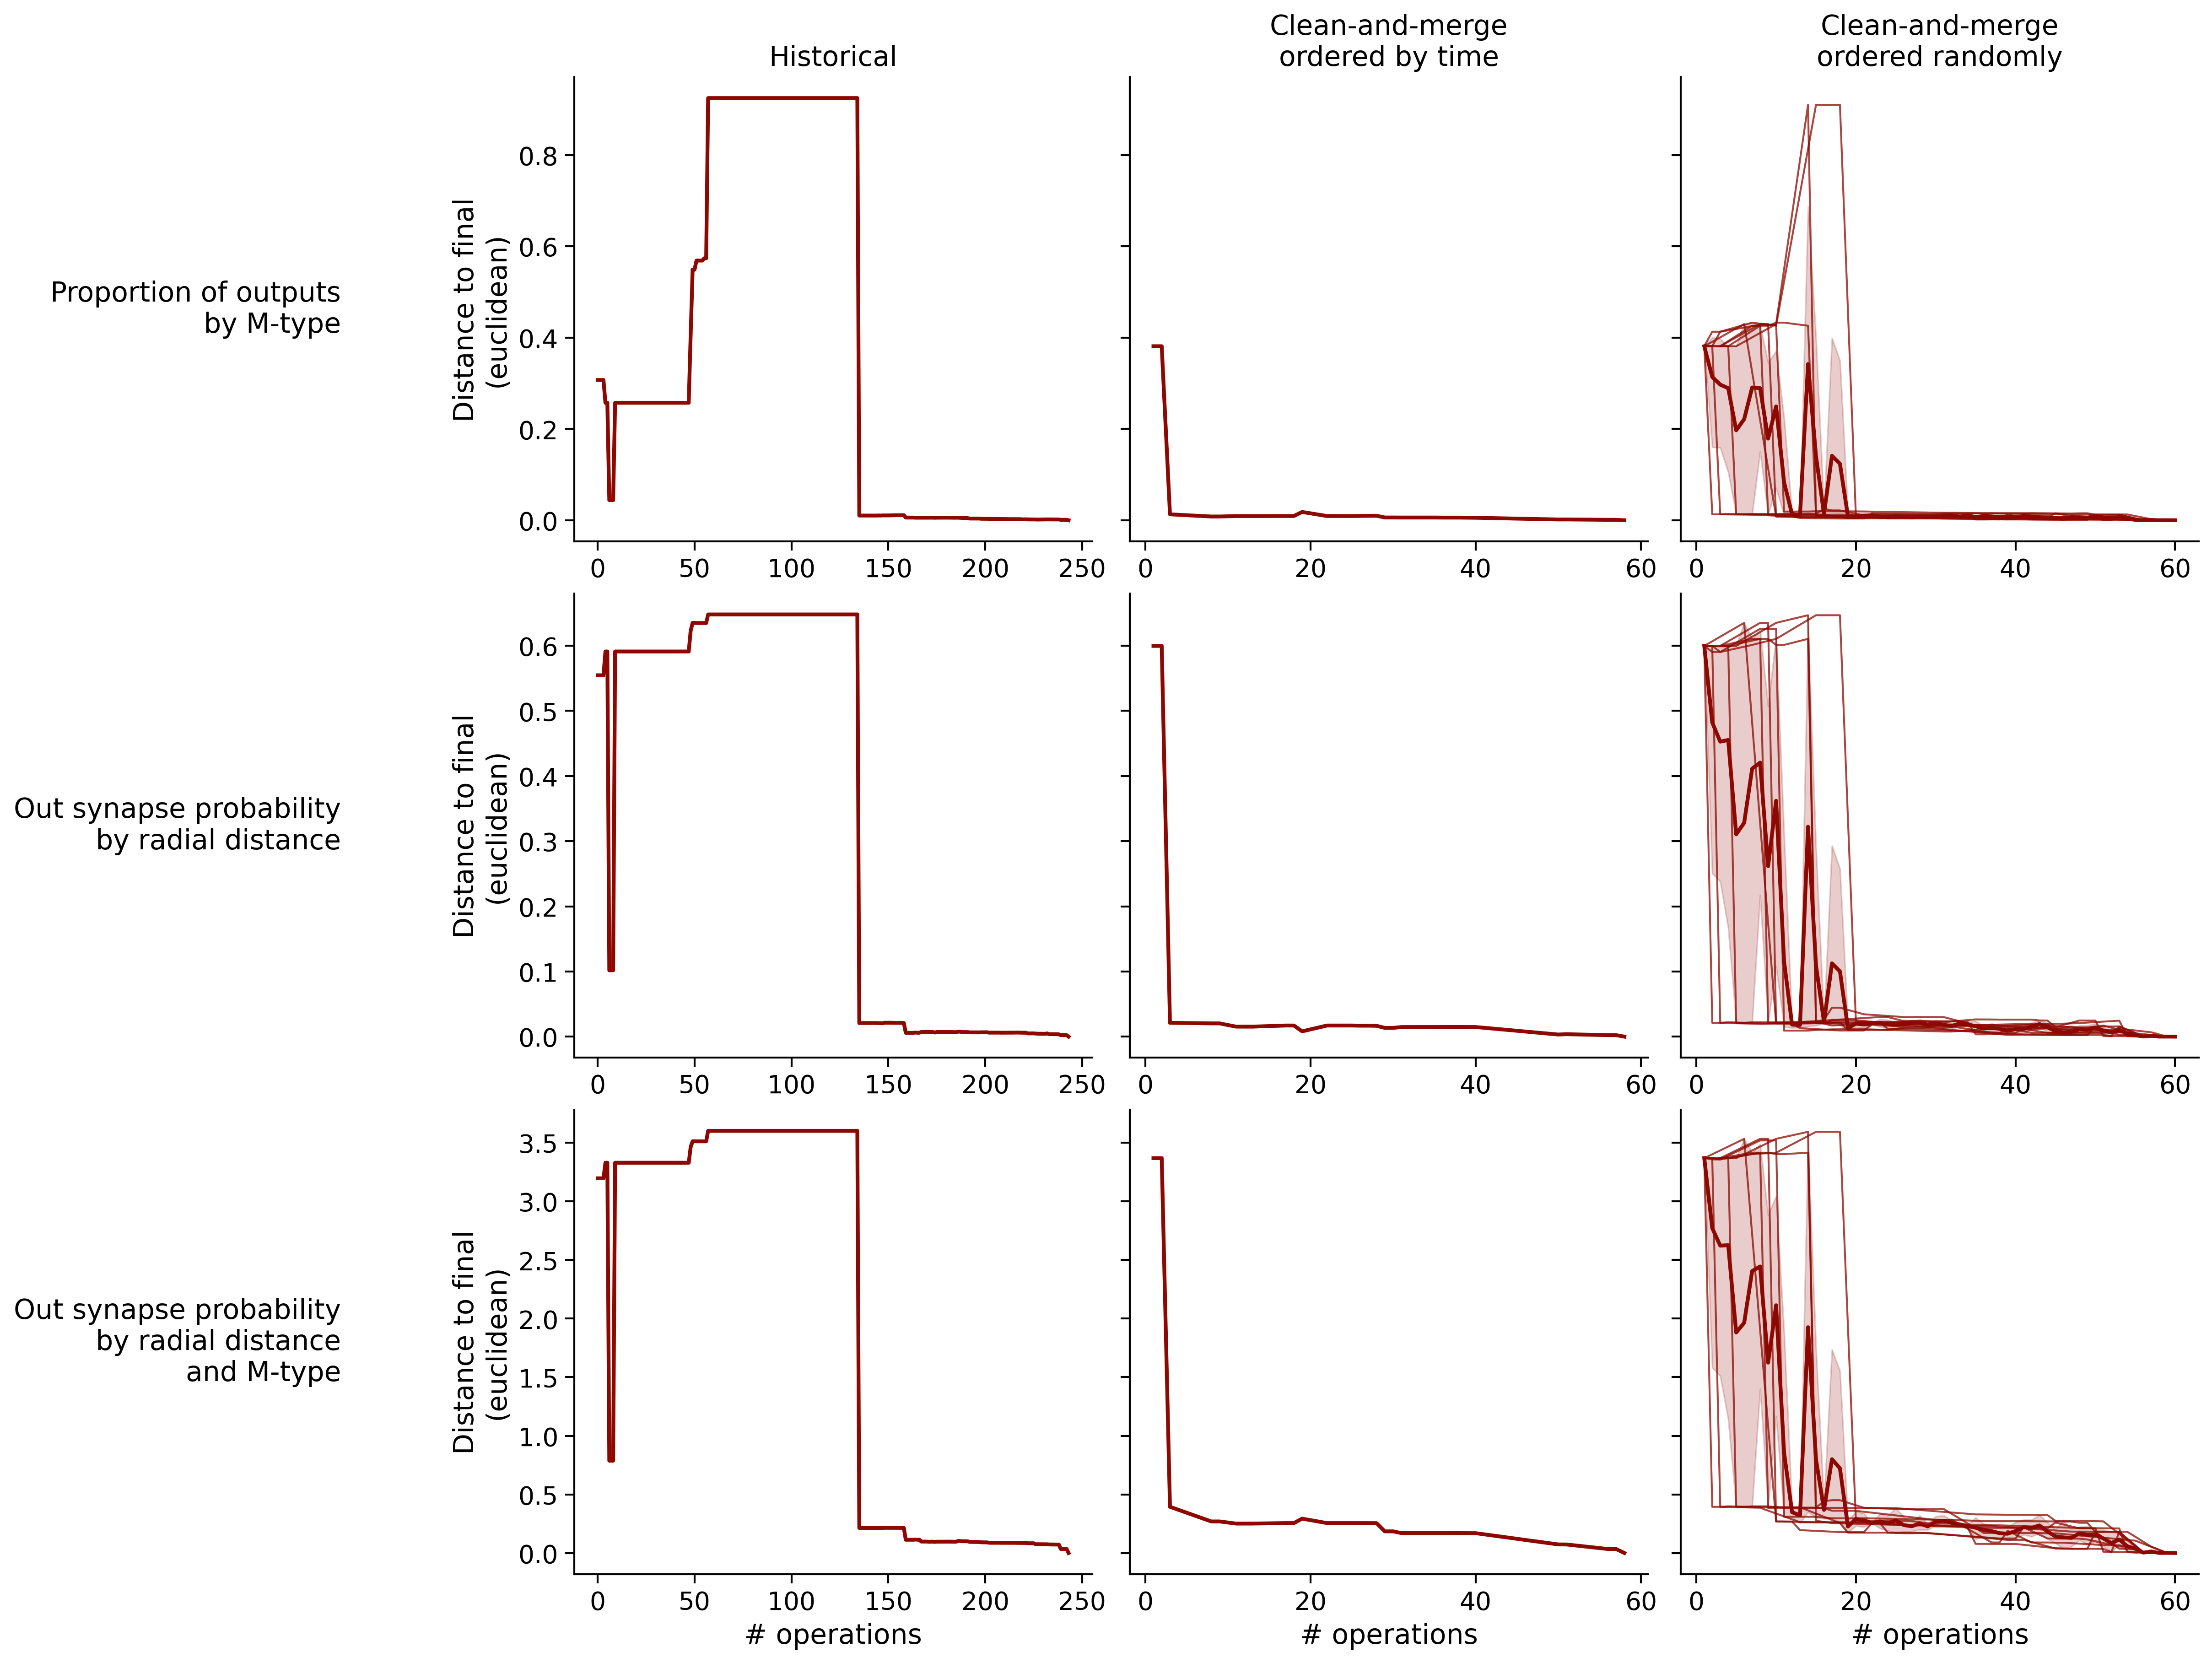 Historical
Clean-and-merge
ordered by time
Clean-and-merge
ordered randomly
Proportion of outputs
by M-type
Distance to final
(euclidean)
0.8
0.6
0.4
0.2
0.0
0 50 100 150 200 250
0 20 40 60
0 20 40 60
Out synapse probability
by radial distance
Distance to final
(euclidean)
0.6
0.5
0.4
0.3
0.2
0.1
0.0
0 50 100 150 200 250
0 20 40 60
0 20 40 60
Out synapse probability
by radial distance
and M-type
Distance to final
(euclidean)
3.5
3.0
2.5
2.0
1.5
1.0
0.5
0.0
0 50 100 150 200 250
0 20 40 60
0 20 40 60
# operations
# operations
# operations